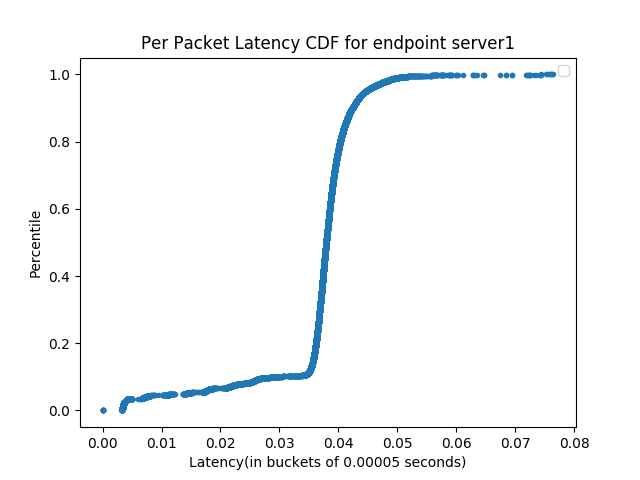 Per Packet Latency CDF for endpoint server1
1.0
0.8
0.6
0.4
0.2
0.0
Percentile
0.00 0.01 0.02 0.03 0.04 0.05 0.06 0.07 0.08
Latency(in buckets of 0.00005 seconds)